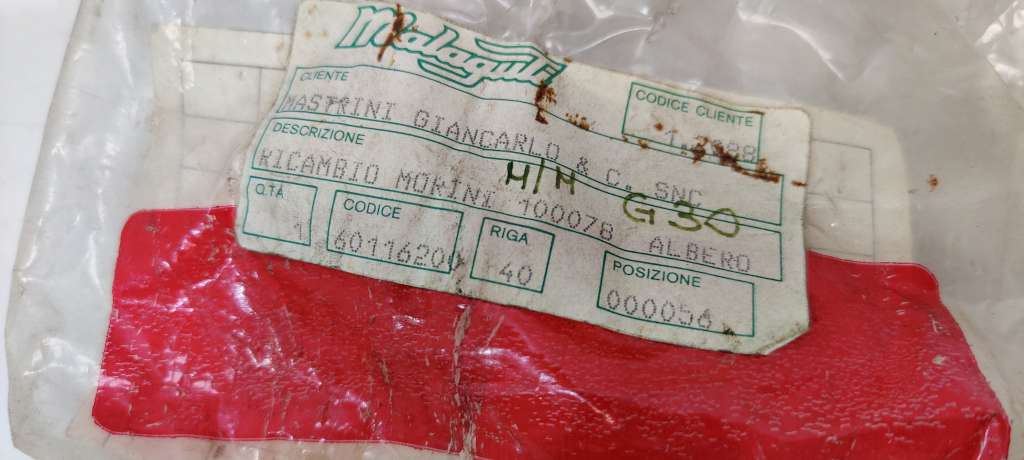 Malaguti
CLIENTE
CODICE CLIENTE
MASTRINI GIANCARLO & C. SNC
DESCRIZIONE
RICAMBIO MORINI 100078 ALBERO
M/M G30
Q.TA
1
CODICE
60116200
RIGA
40
POSIZIONE
000056